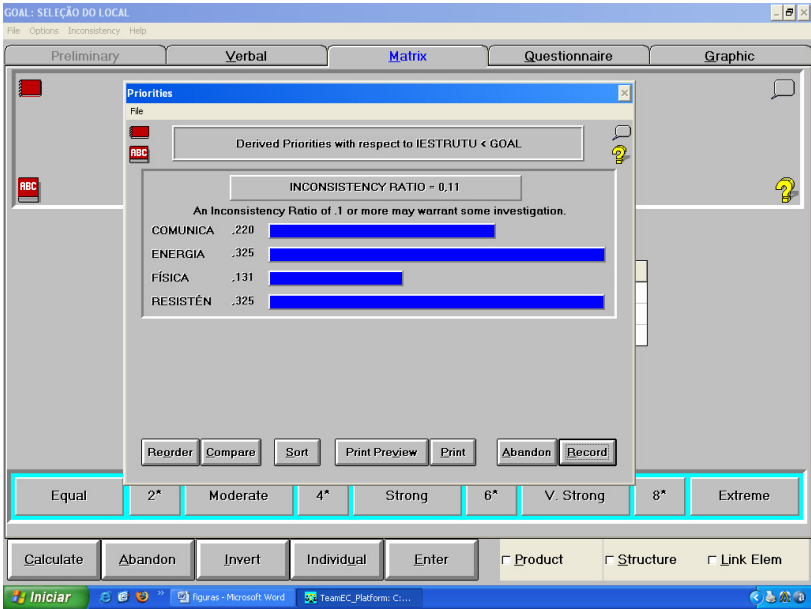 GOAL: SELEÇÃO DO LOCAL
File Options Inconsistency Help
Preliminary Verbal Matrix Questionnaire Graphic
Priorities
File
ABC
Derived Priorities with respect to IESTRUTU < GOAL
ABC
INCONSISTENCY RATIO = 0,11
An Inconsistency Ratio of .1 or more may warrant some investigation.
COMUNICA ,220
ENERGIA ,325
FÍSICA ,131
RESISTÊN ,325
Reorder Compare Sort Print Preview Print Abandon Record
Equal 2* Moderate 4* Strong 6* V. Strong 8* Extreme
Calculate Abandon Invert Individual Enter Product Structure Link Elem
Iniciar » figuras - Microsoft Word TeamEC_Platform: C:...